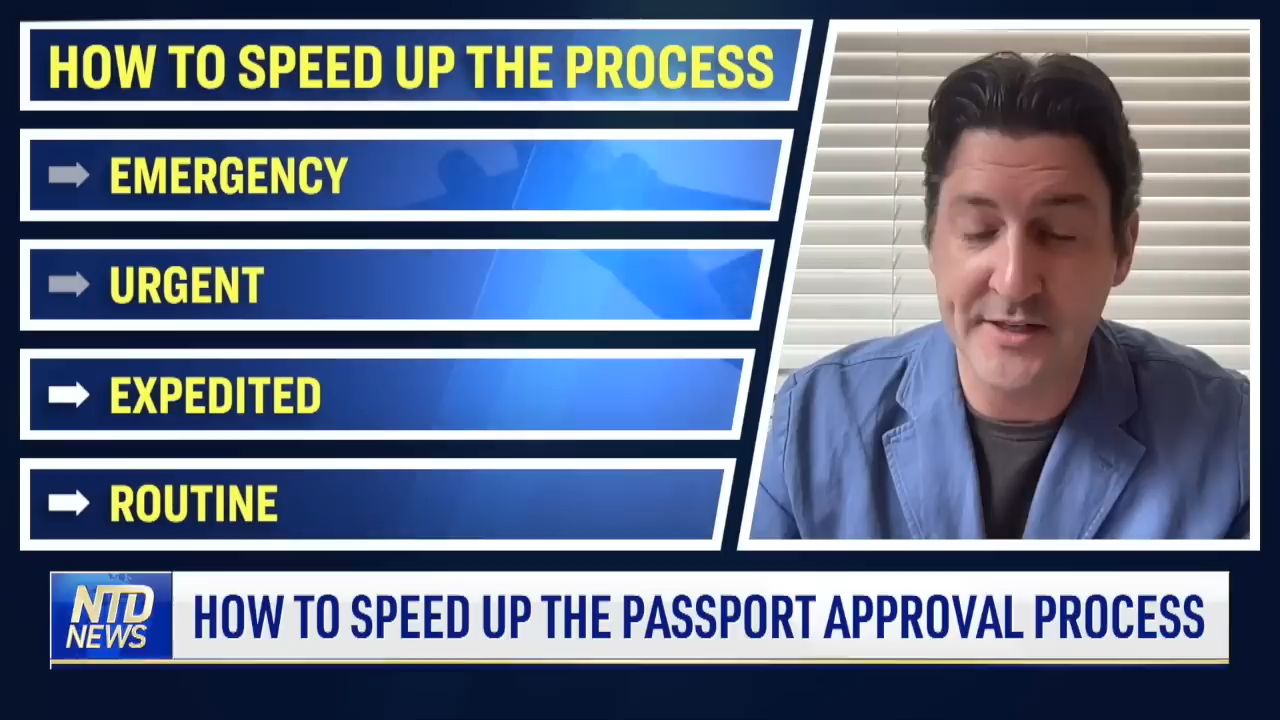 HOW TO SPEED UP THE PROCESS
EMERGENCY
URGENT
EXPEDITED
ROUTINE
NTD
NEWS
HOW TO SPEED UP THE PASSPORT APPROVAL PROCESS